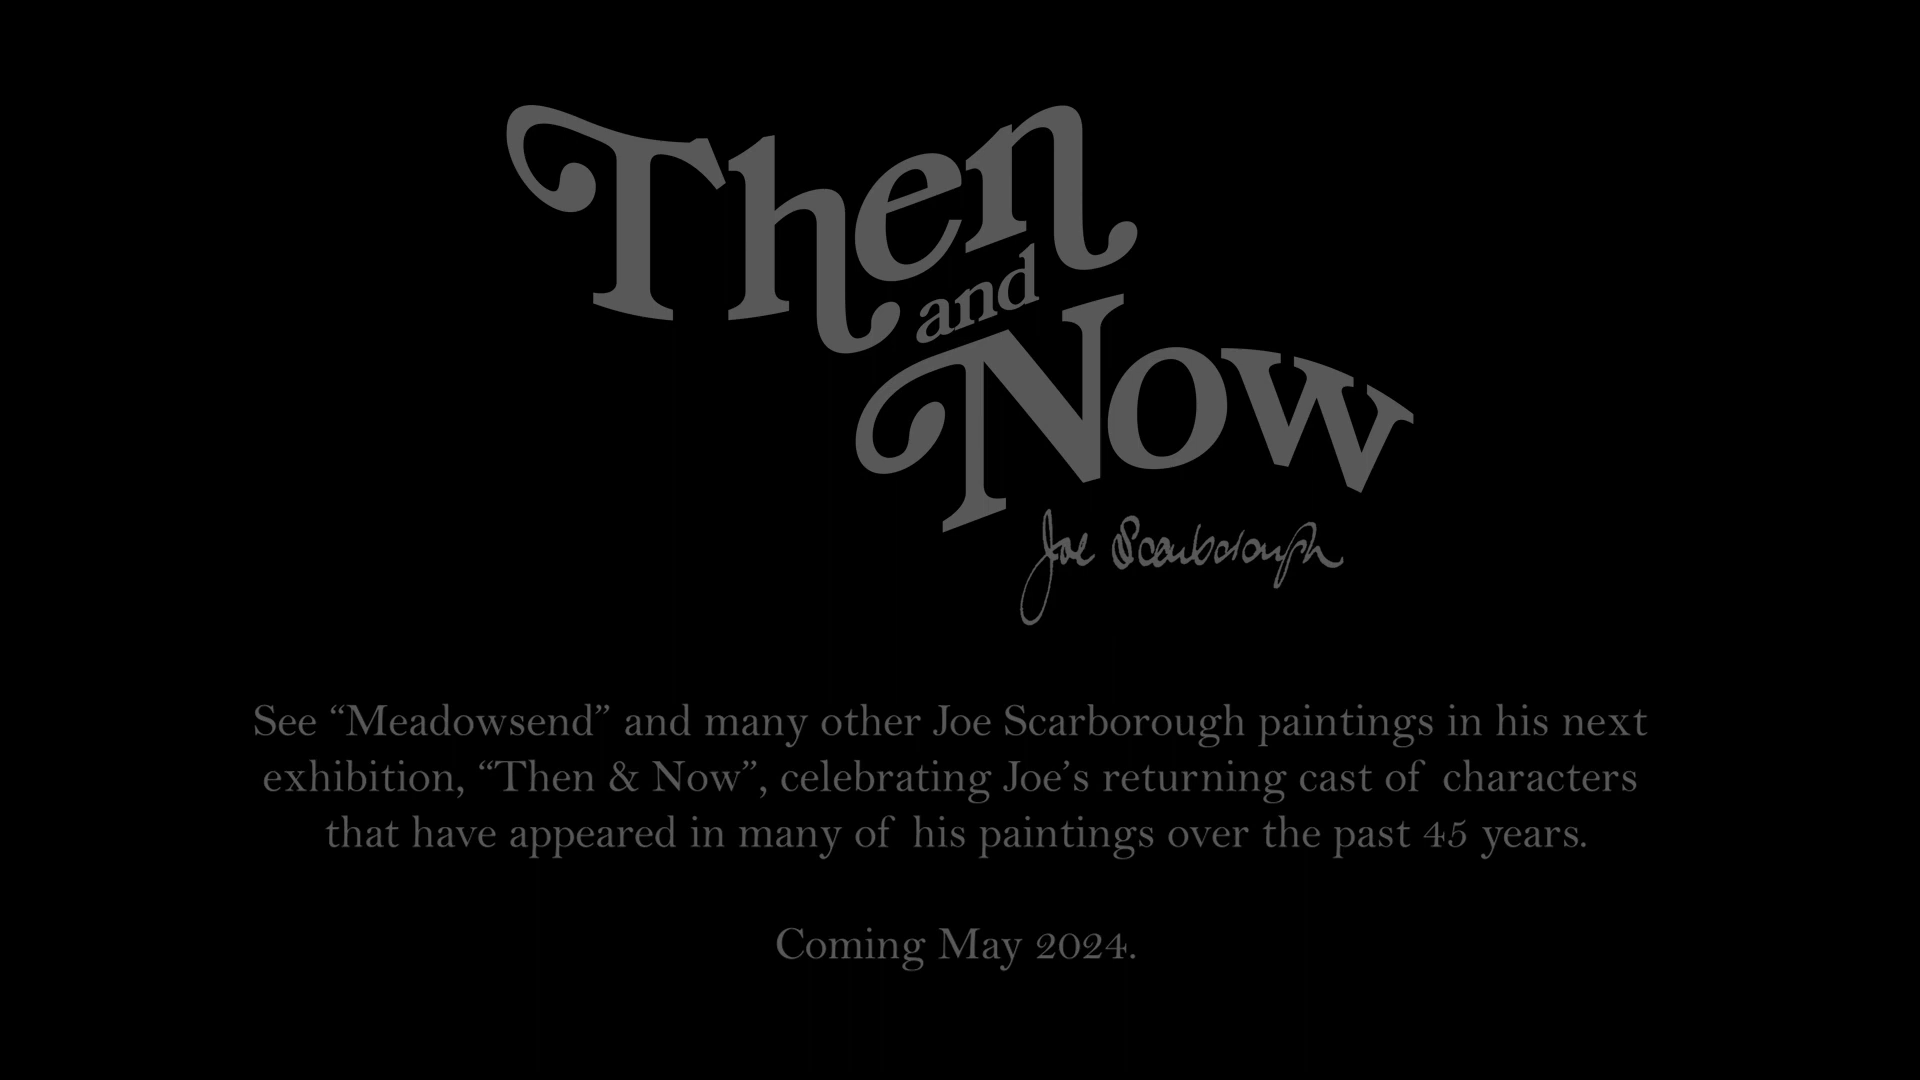 Then
and
Now
Joe Scarborough
See “Meadowsend” and many other Joe Scarborough paintings in his next
exhibition, “Then & Now”, celebrating Joe’s returning cast of characters
that have appeared in many of his paintings over the past 45 years.
Coming May 2024.